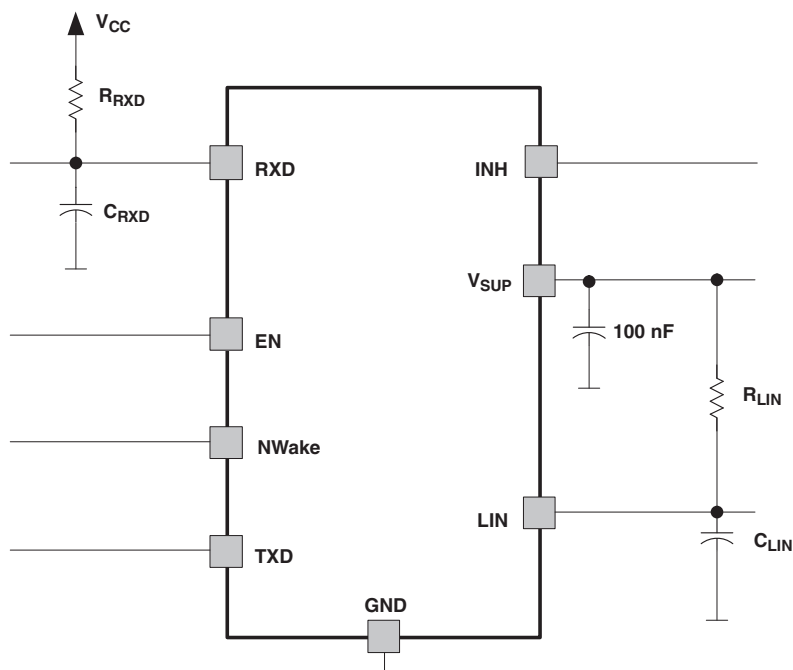 VCC
RRXD
RXD
INH
CRXD
VSUP
EN
100 nF
RLIN
NWake
LIN
TXD
CLIN
GND